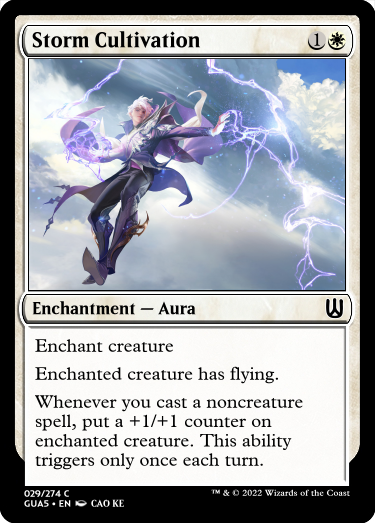 Storm Cultivation 1
Enchantment — Aura
Enchant creature
Enchanted creature has flying.
Whenever you cast a noncreature
spell, put a +1/+1 counter on
enchanted creature. This ability
triggers only once each turn.
029/274 C
GUA5 • EN CAO KE
™ & © 2022 Wizards of the Coast